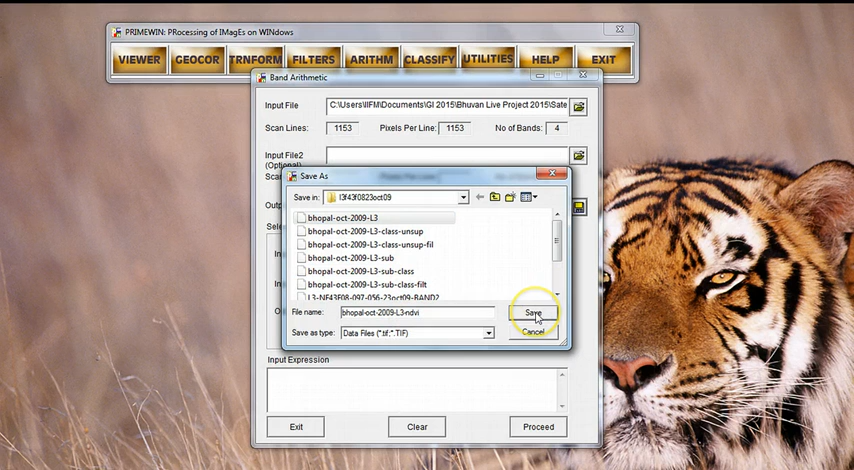 PRIMEWIN: PRocessing of IMagEs on WINdows
VIEWER GEOCOR TRNFORM FILTERS ARITHM CLASSIFY UTILITIES HELP EXIT
Band Arithmetic
Input File C:\Users\IIFM\Documents\GI 2015\Bhuvan Live Project 2015\Sate
Scan Lines: 1153 Pixels Per Line: 1153 No of Bands: 4
Input File2
(Optional)
Save As
Save in: l3f43f0823oct09
bhopal-oct-2009-L3
bhopal-oct-2009-L3-class-unsup
bhopal-oct-2009-L3-class-unsup-fil
bhopal-oct-2009-L3-sub
bhopal-oct-2009-L3-sub-class
bhopal-oct-2009-L3-sub-class-filt
L3-NF43F08-097-056-23oct09-BAND2
File name: bhopal-oct-2009-L3-ndvi Save
Save as type: Data Files (*.tif;*.TIF) Cancel
Input Expression
Exit Clear Proceed